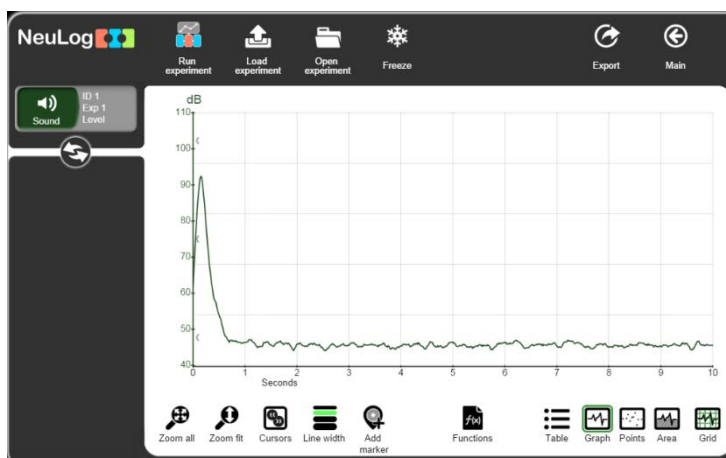 NeuLog
Run
experiment
Load
experiment
Open
experiment
Freeze
Export
Main
Sound
ID 1
Exp 1
Level
dB
110
100
90
80
70
60
50
40
0 1 2 3 4 5 6 7 8 9 10
Seconds
Zoom all
Zoom fit
Cursors
Line width
Add
marker
f(x)
Functions
Table
Graph
Points
Area
Grid